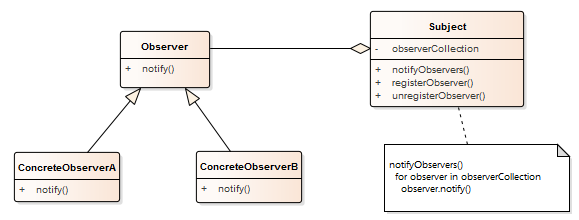 Observer
+ notify()
Subject
- observerCollection
+ notifyObservers()
+ registerObserver()
+ unregisterObserver()
ConcreteObserverA
+ notify()
ConcreteObserverB
+ notify()
notifyObservers()
for observer in observerCollection
observer.notify()